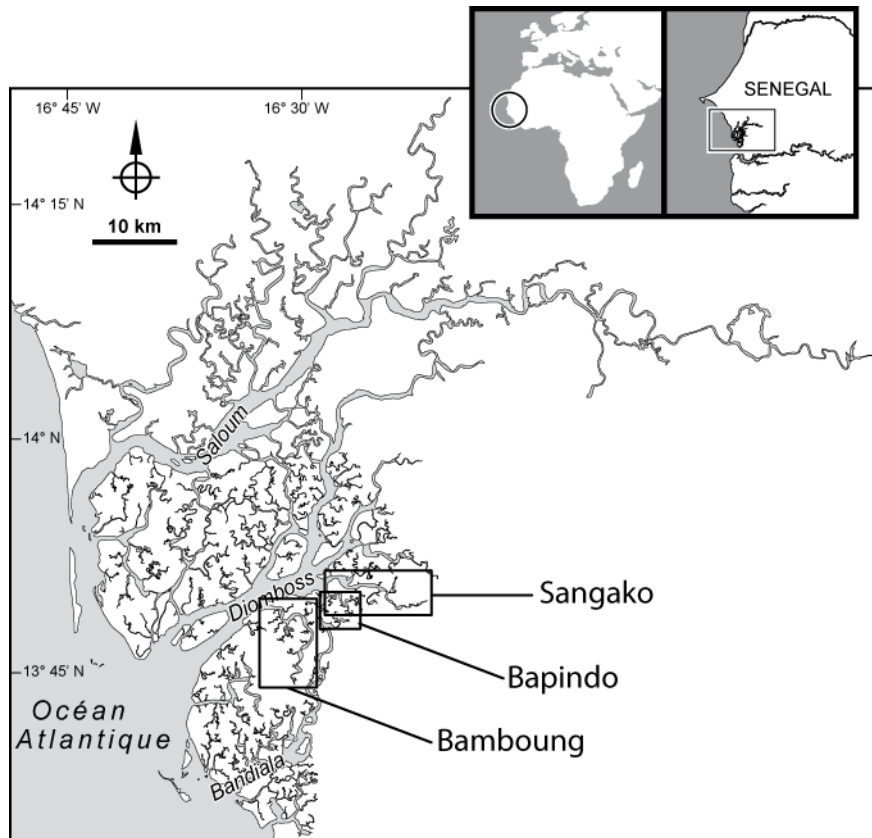 SENEGAL
16° 45' W
16° 30'
14° 15' N
10 km
14° N
Saloum
Diomboss
Sangako
Bapindo
13° 45' N
Océan
Atlantique
Bamboung
Bandiala